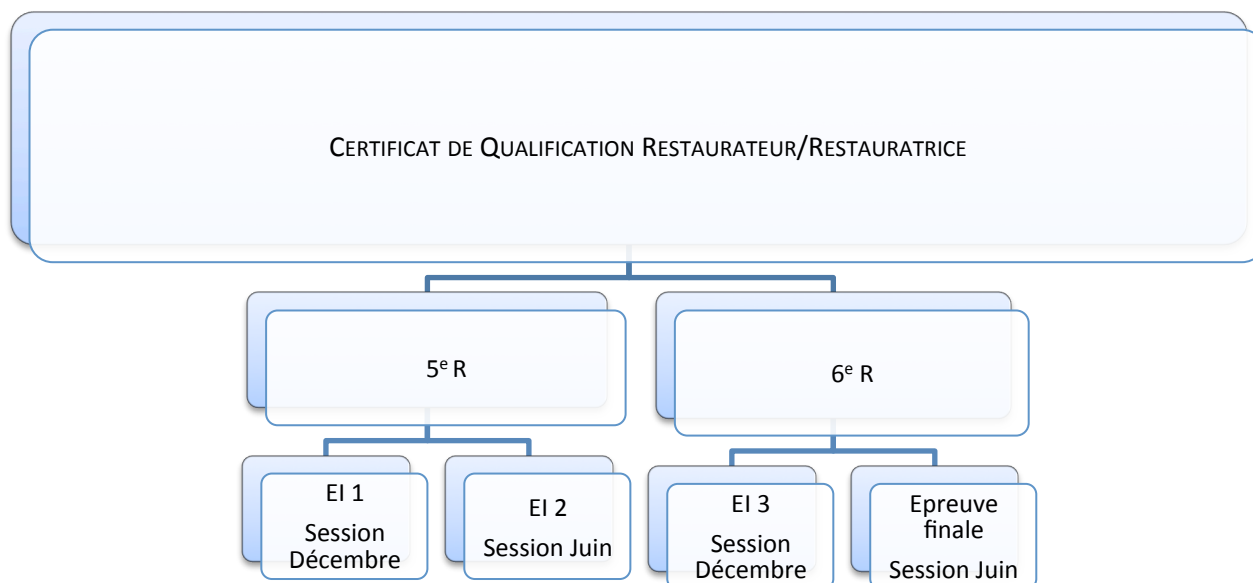 CERTIFICAT DE QUALIFICATION RESTAURATEUR/RESTAURATRICE
5e R
6e R
EI 1
Session
Décembre
EI 2
Session Juin
EI 3
Session
Décembre
Epreuve
finale
Session Juin